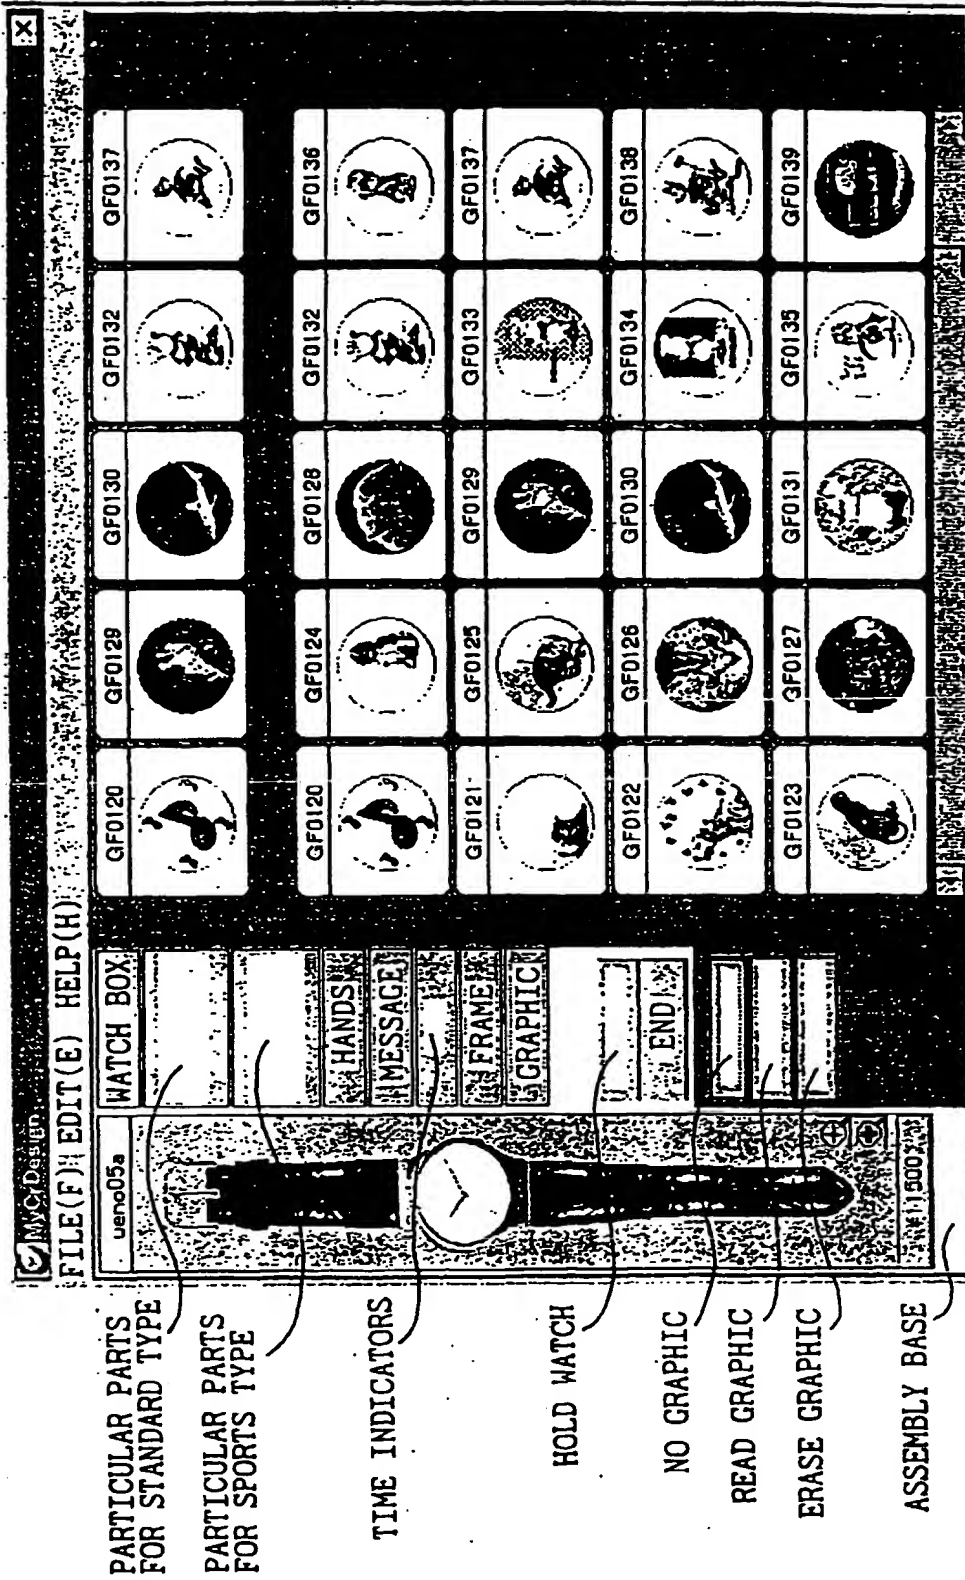 My Cr Design
FILE(F) EDIT(E) HELP(H)
ueno05a
1500
WATCH BOX
HANDS
MESSAGE
FRAME
GRAPHIC
END
GF0120
GF0129
GF0130
GF0132
GF0137
GF0120
GF0124
GF0128
GF0132
GF0136
GF0121
GF0125
GF0129
GF0133
GF0137
GF0122
GF0126
GF0130
GF0134
GF0138
GF0123
GF0127
GF0131
GF0135
GF0139
PARTICULAR PARTS
FOR STANDARD TYPE
PARTICULAR PARTS
FOR SPORTS TYPE
TIME INDICATORS
HOLD WATCH
NO GRAPHIC
READ GRAPHIC
ERASE GRAPHIC
ASSEMBLY BASE